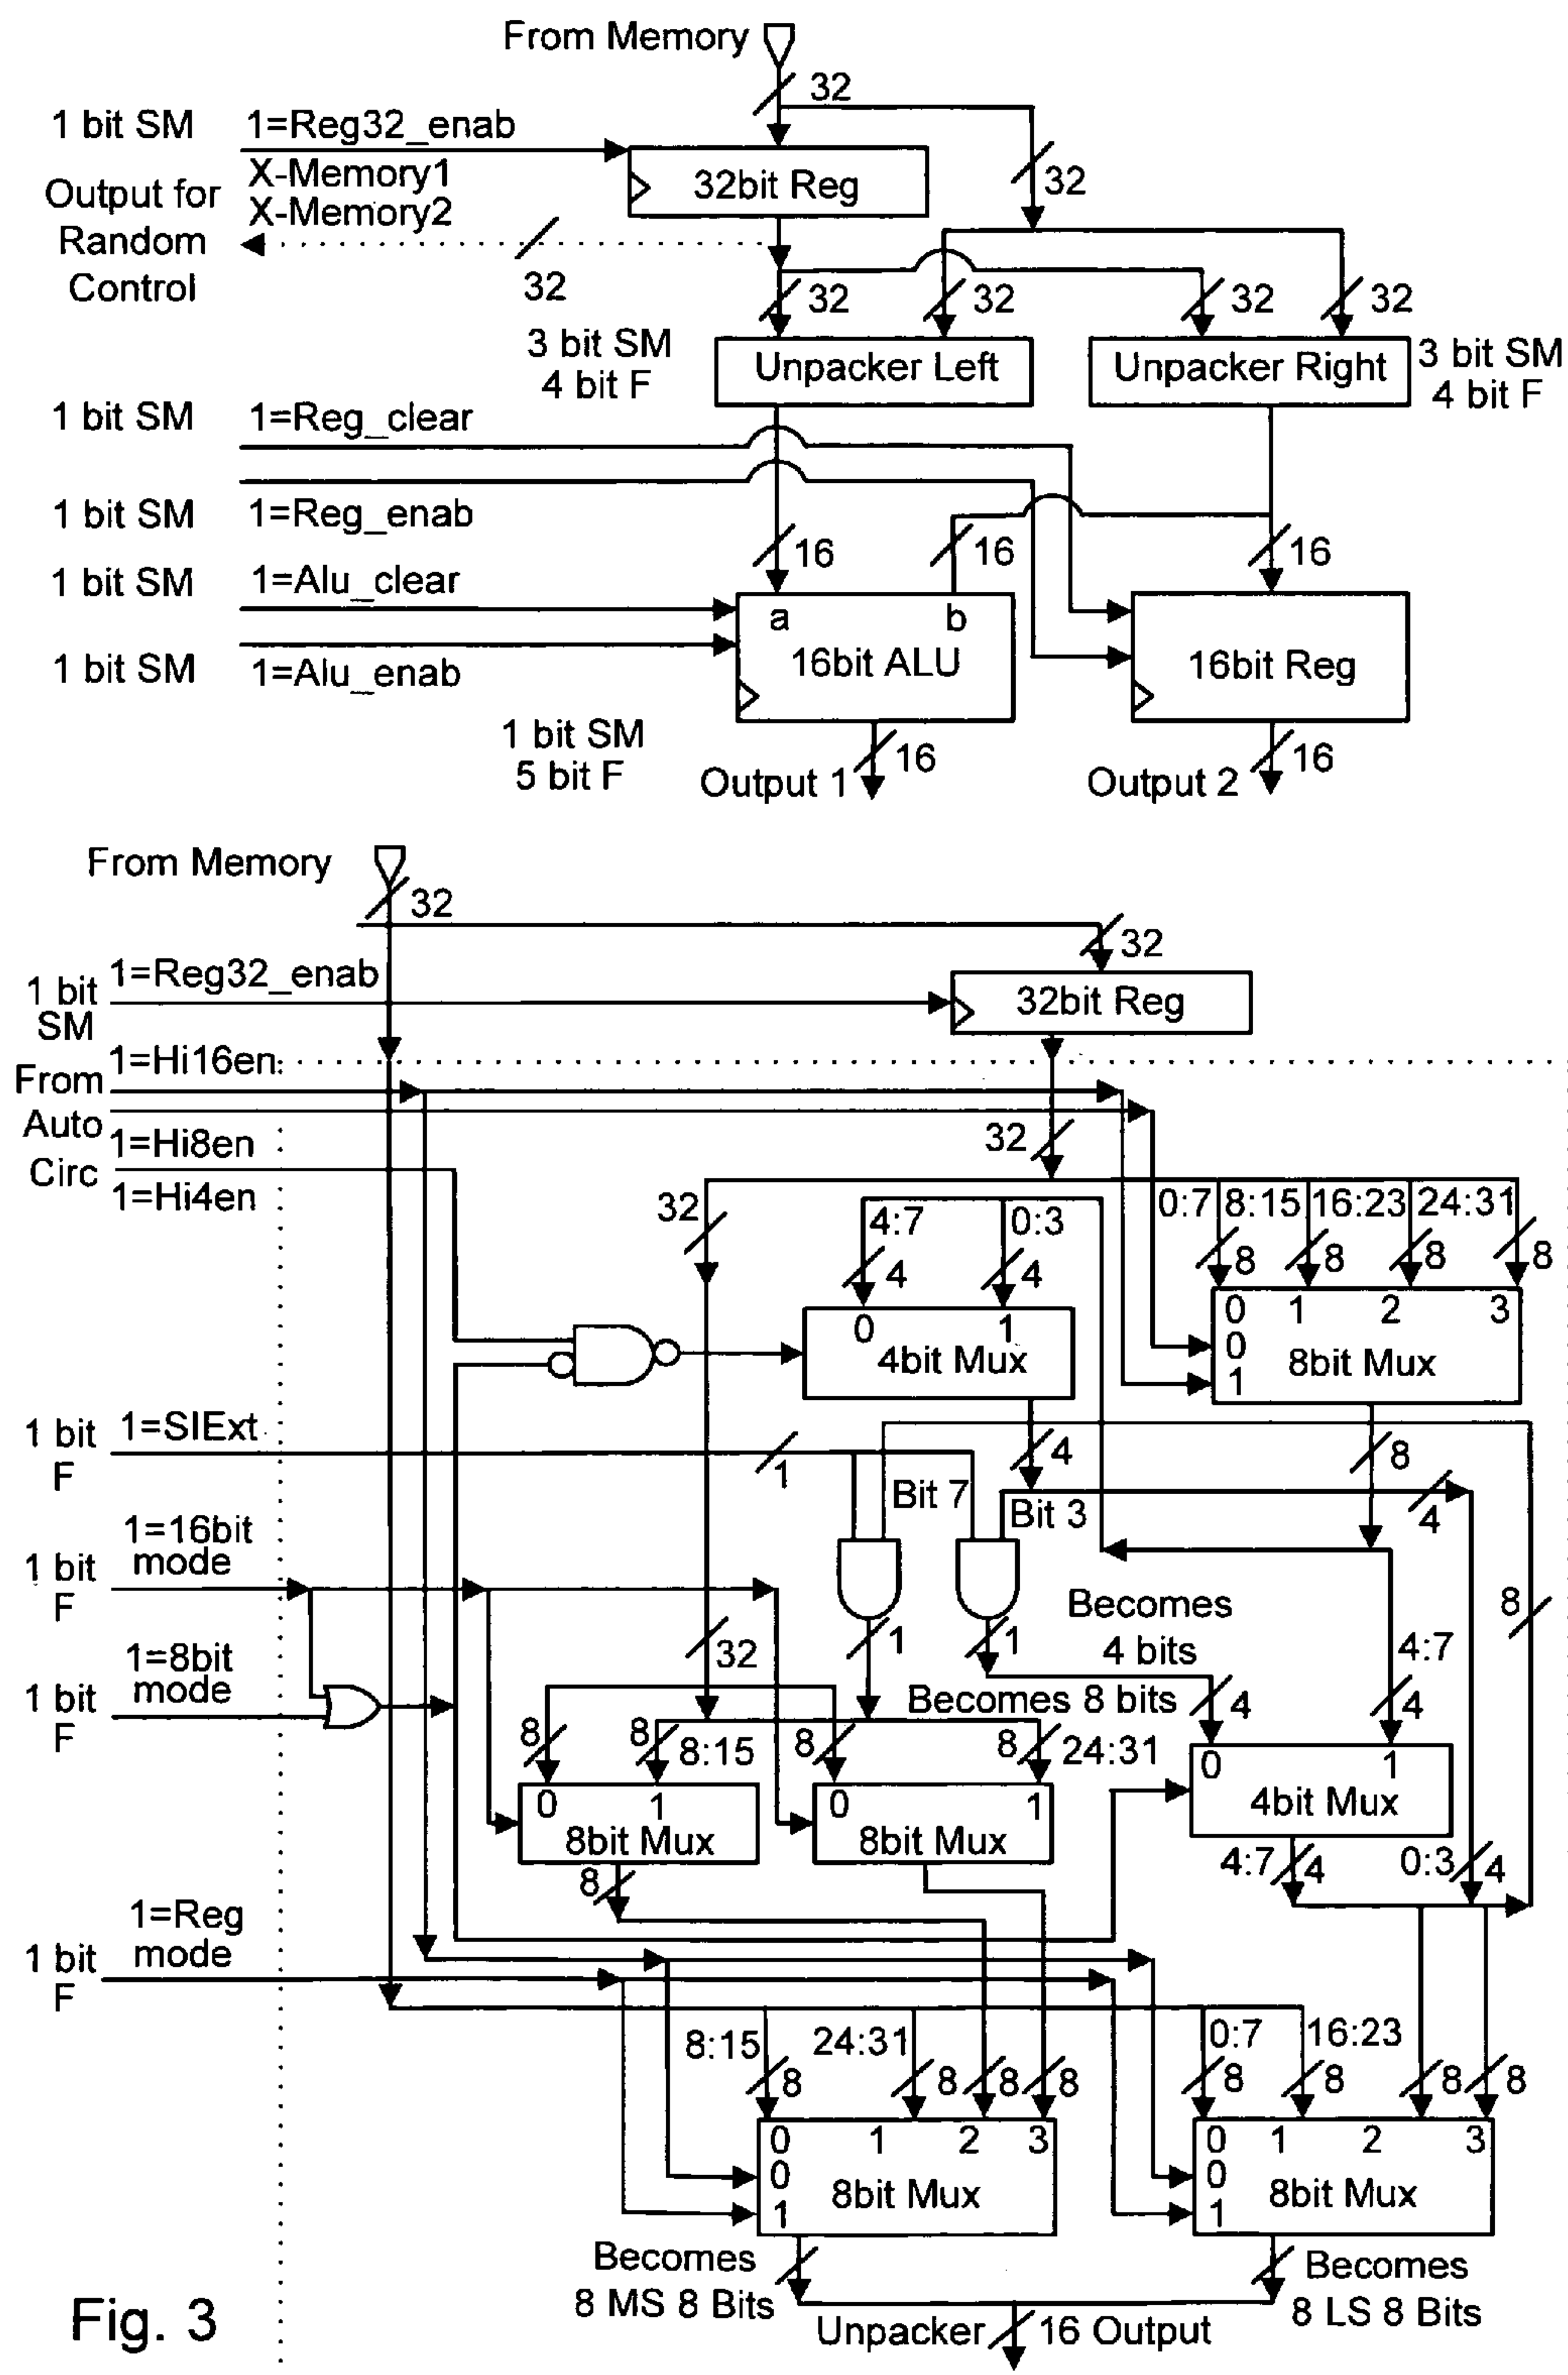 From Memory
32
1 bit SM 1=Reg32_enab
32bit Reg
32
Output for X-Memory1
X-Memory2
Random
Control
32
32 32 32 32
3 bit SM
4 bit F
Unpacker Left
Unpacker Right
3 bit SM
4 bit F
1 bit SM 1=Reg_clear
1 bit SM 1=Reg_enab
16 16 16
1 bit SM 1=Alu_clear
a b
16bit ALU
16bit Reg
1 bit SM 1=Alu_enab
1 bit SM
5 bit F
Output 1 16
Output 2 16
From Memory
32
32
1=Reg32_enab
1 bit
SM
32bit Reg
1=Hi16en
From
Auto
Circ
1=Hi8en
1=Hi4en
32
32
4:7 0:3
4 4
0:7 8:15 16:23 24:31
8 8 8 8
0 1
4bit Mux
0 1 2 3
0
1
8bit Mux
1 bit
F
1=SIExt
1
4
8
Bit 7
Bit 3
4
1=16bit
mode
1 bit
F
1 1
Becomes
4 bits
8
1=8bit
mode
1 bit
F
32
4:7
Becomes 8 bits
4 4
8 8 8:15 8 8 24:31
0 1
8bit Mux
0 1
8bit Mux
0 1
4bit Mux
8
4:7 4 0:3 4
1=Reg
mode
1 bit
F
8:15 24:31 0:7 16:23
8 8 8 8 8 8 8 8
0 1 2 3
0
1
8bit Mux
0 1 2 3
0
1
8bit Mux
Becomes
8 MS 8 Bits
Becomes
8 LS 8 Bits
Unpacker 16 Output
Fig. 3